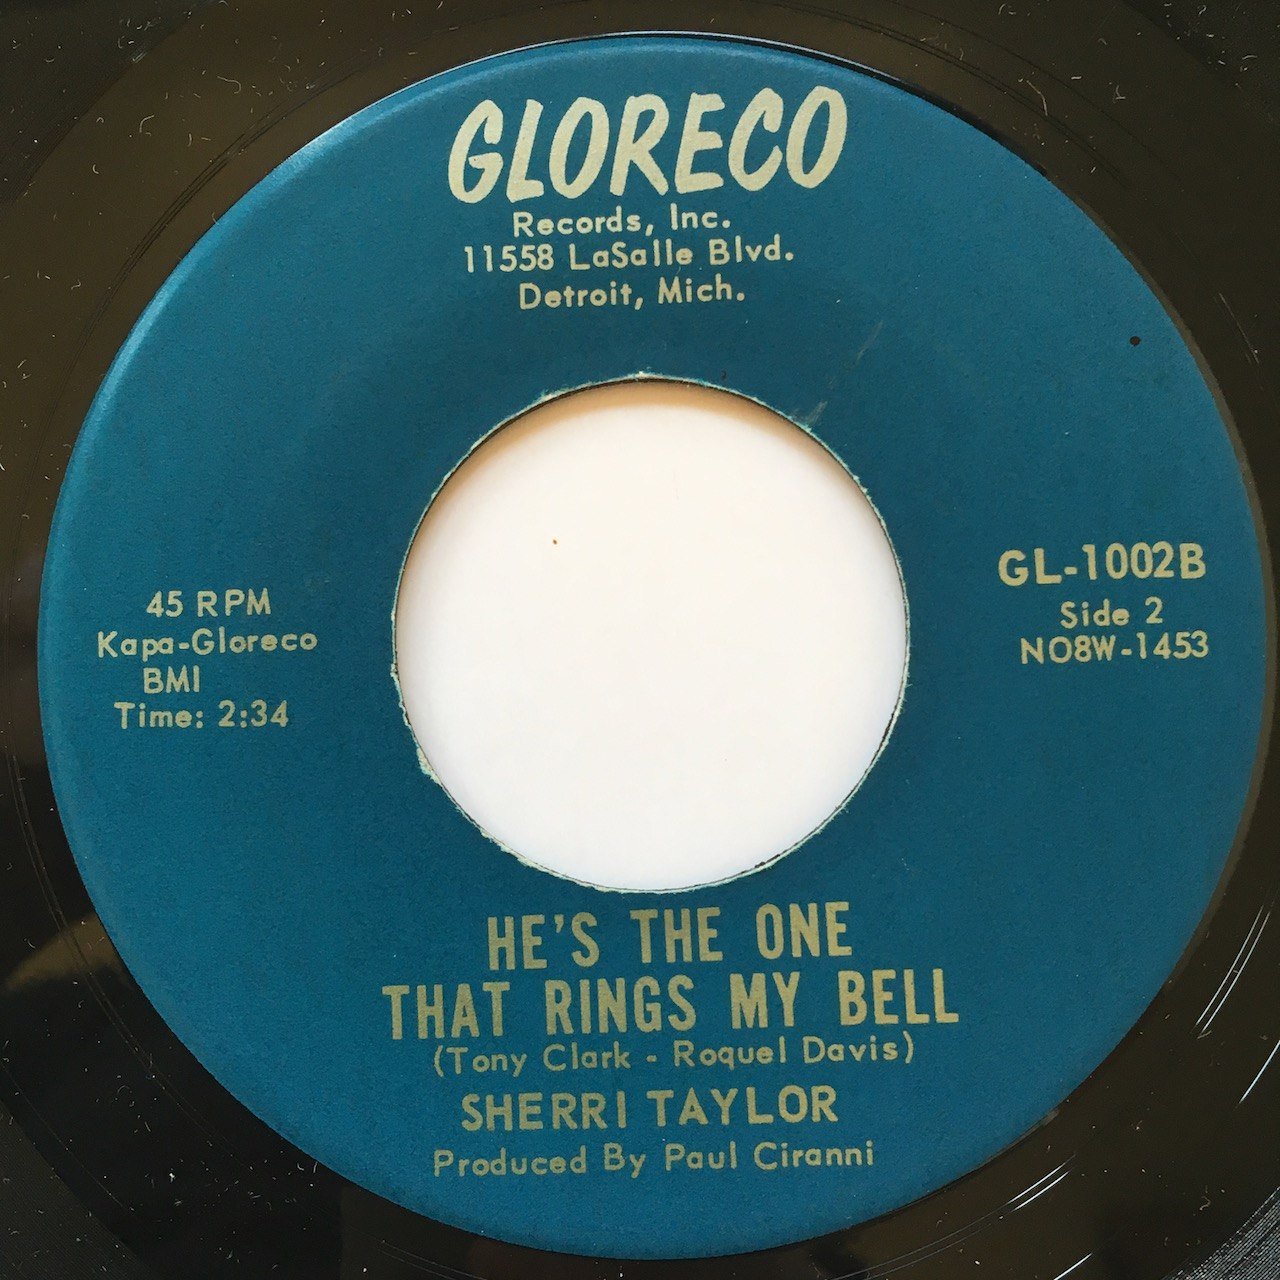 GLORECO
Records, Inc.
11558 LaSalle Blvd.
Detroit, Mich.
45 RPM
Kapa-Gloreco
BMI
Time: 2:34
GL-1002B
Side 2
NO8W-1453
HE'S THE ONE
THAT RINGS MY BELL
(Tony Clark - Roquel Davis)
SHERRI TAYLOR
Produced By Paul Ciranni